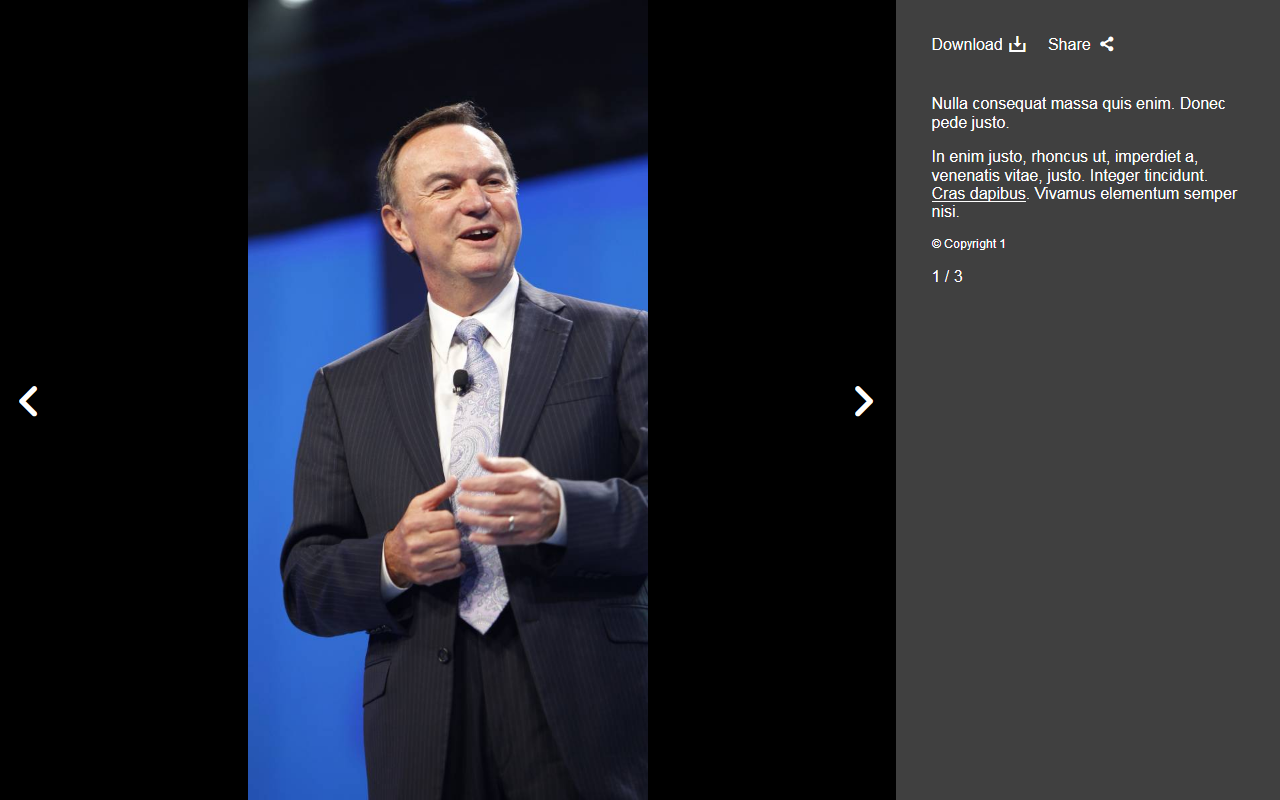 Download Share
Nulla consequat massa quis enim. Donec
pede justo.
In enim justo, rhoncus ut, imperdiet a,
venenatis vitae, justo. Integer tincidunt.
Cras dapibus. Vivamus elementum semper
nisi.
© Copyright 1
1 / 3